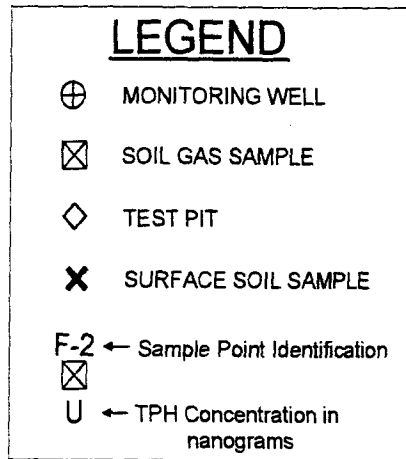 LEGEND
MONITORING WELL
SOIL GAS SAMPLE
TEST PIT
SURFACE SOIL SAMPLE
F-2 ← Sample Point Identification
U ← TPH Concentration in
nanograms